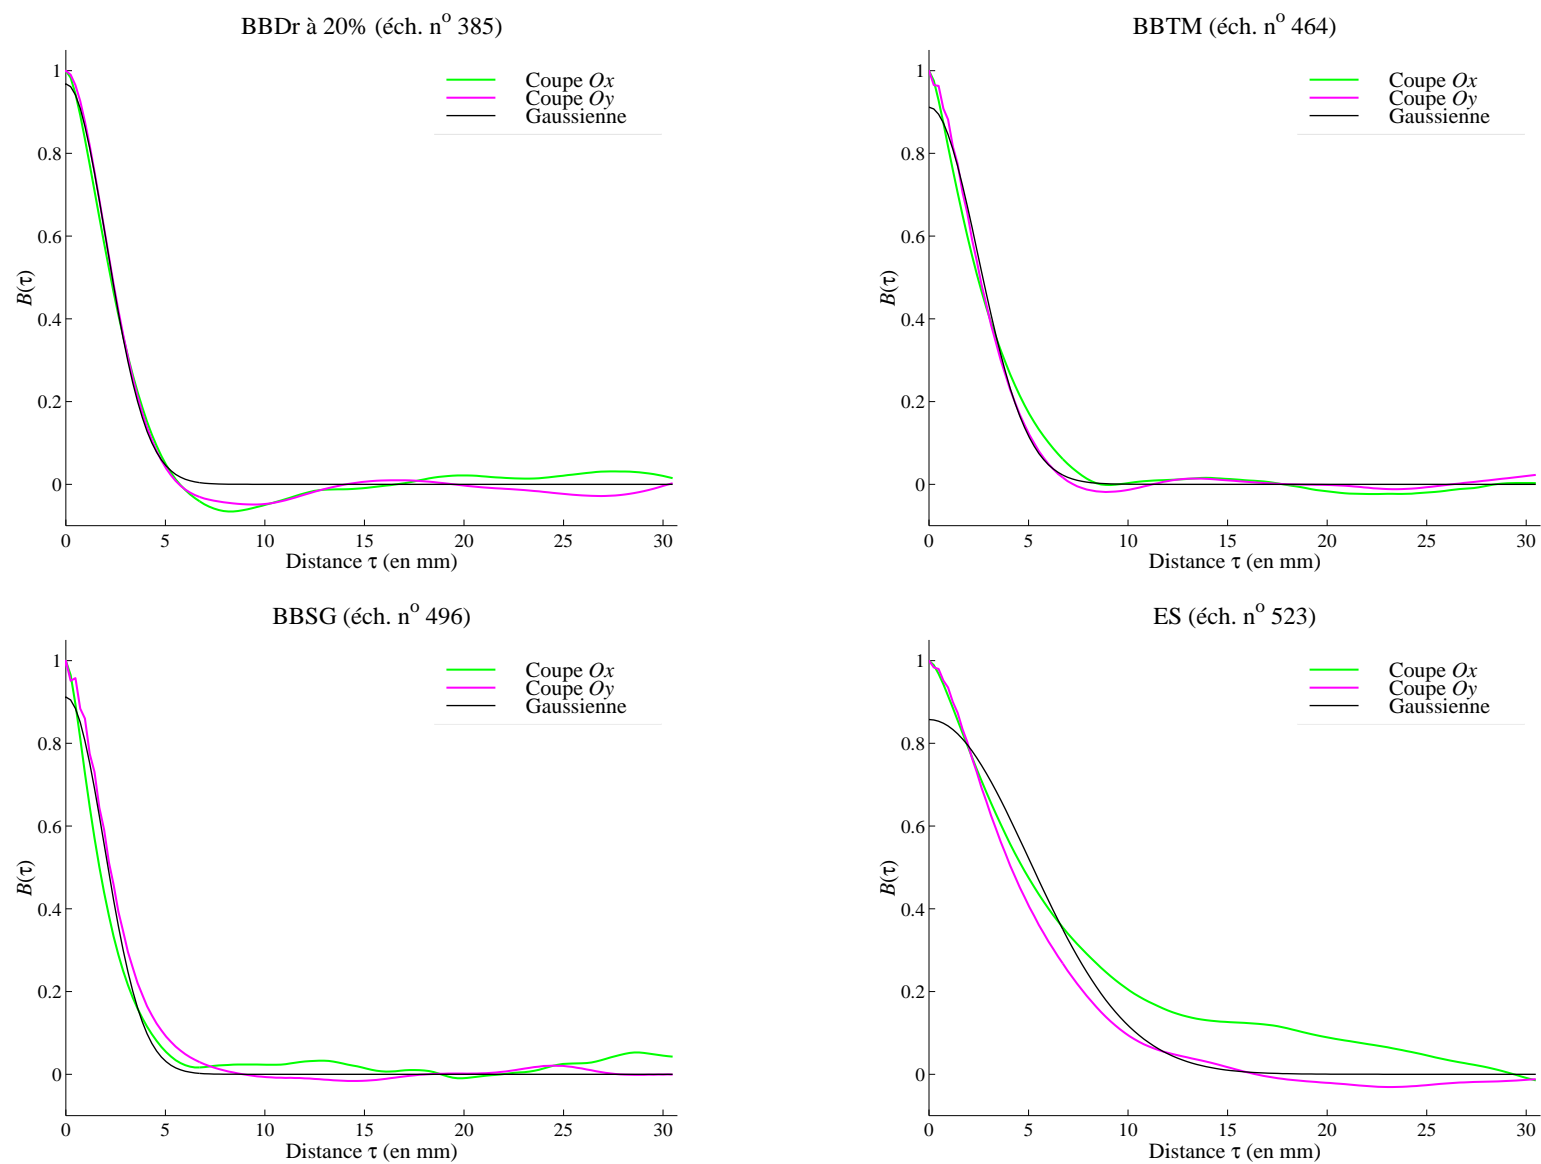 BBDr à 20% (éch. nº 385)
1
0.8
0.6
0.4
0.2
0
B(τ)
Coupe Ox
Coupe Oy
Gaussienne
0 5 10 15 20 25 30
Distance τ (en mm)
BBTM (éch. nº 464)
1
0.8
0.6
0.4
0.2
0
B(τ)
Coupe Ox
Coupe Oy
Gaussienne
0 5 10 15 20 25 30
Distance τ (en mm)
BBSG (éch. nº 496)
1
0.8
0.6
0.4
0.2
0
B(τ)
Coupe Ox
Coupe Oy
Gaussienne
0 5 10 15 20 25 30
Distance τ (en mm)
ES (éch. nº 523)
1
0.8
0.6
0.4
0.2
0
B(τ)
Coupe Ox
Coupe Oy
Gaussienne
0 5 10 15 20 25 30
Distance τ (en mm)